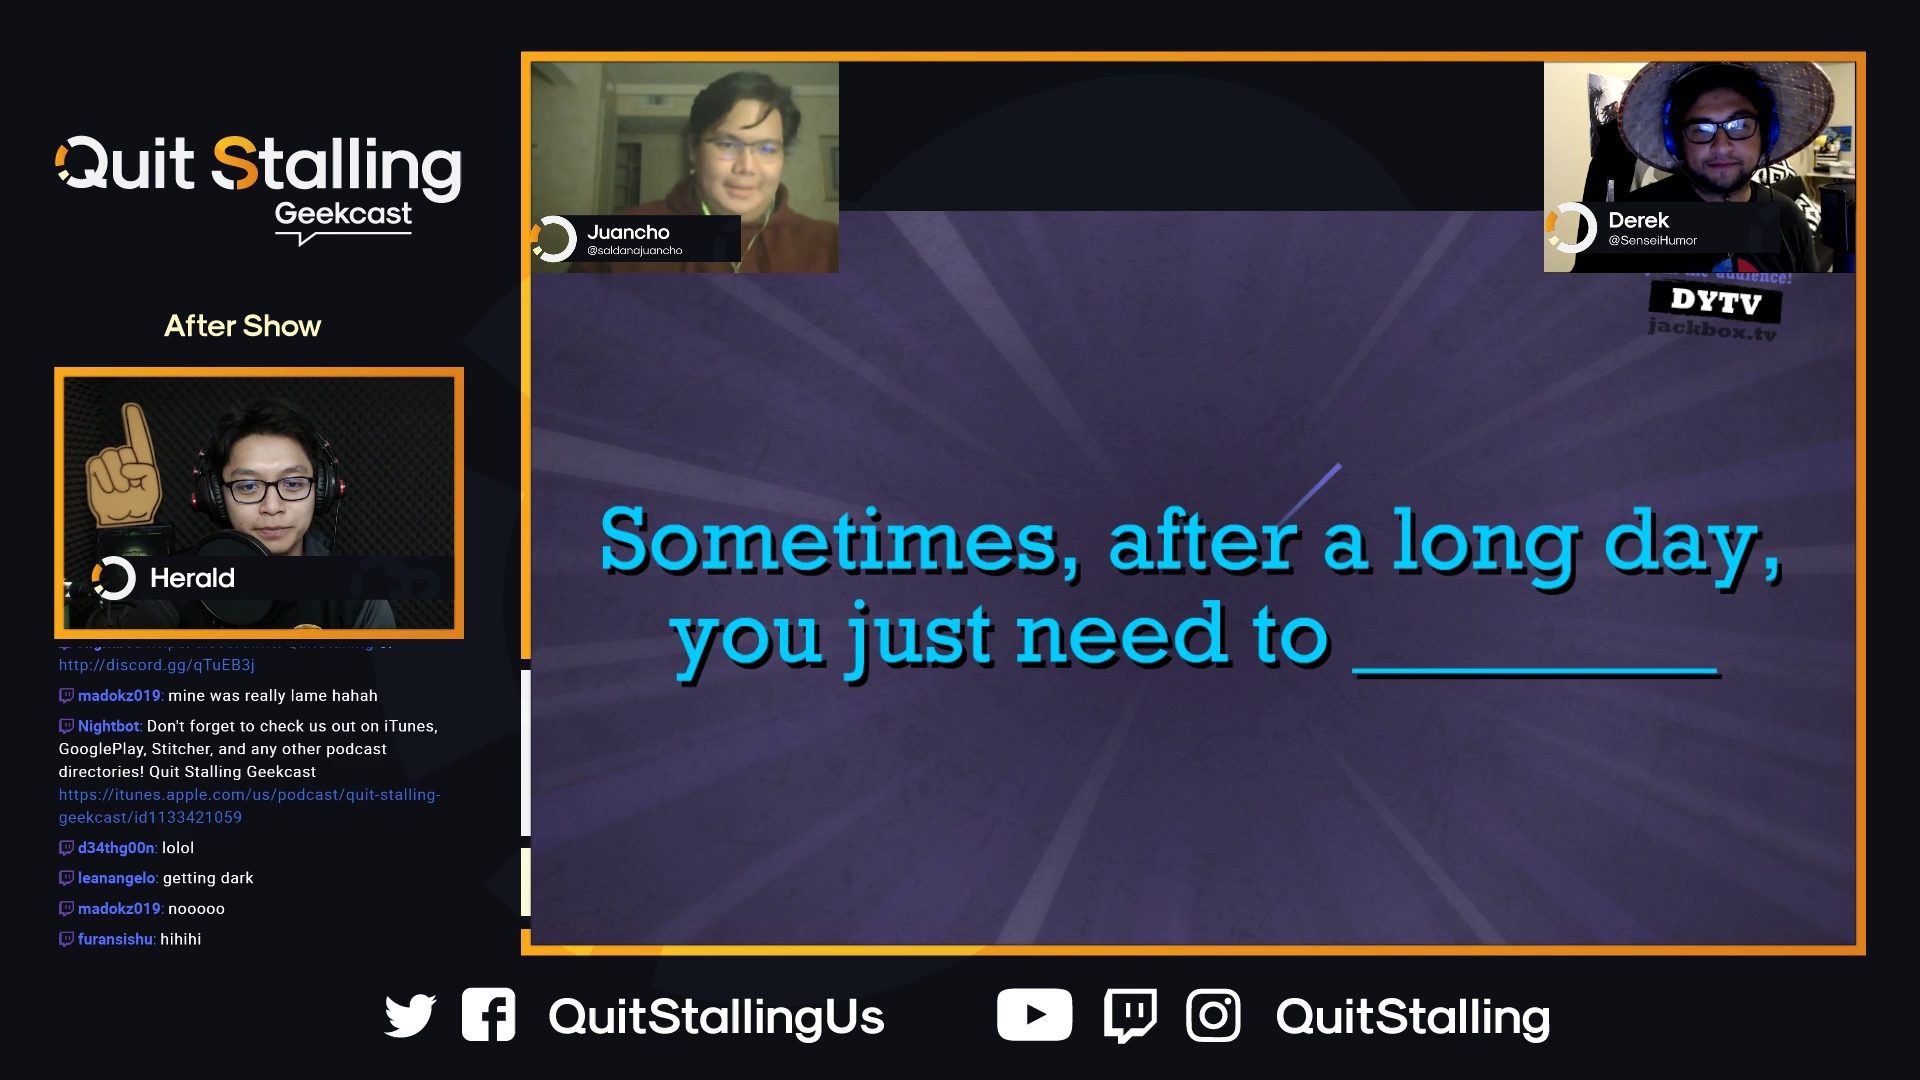 Quit Stalling
Geekcast
After Show
Herald
http://discord.gg/qTuEB3j
madokz019: mine was really lame hahah
Nightbot: Don't forget to check us out on iTunes,
GooglePlay, Stitcher, and any other podcast
directories! Quit Stalling Geekcast
https://itunes.apple.com/us/podcast/quit-stalling-
geekcast/id1133421059
d34thg00n: lolol
leanangelo: getting dark
madokz019: nooooo
furansishu: hihihi
Juancho
@saldanajuancho
Derek
@SenseiHumor
audience!
DYTV
jackbox.tv
Sometimes, after a long day,
you just need to __________
QuitStallingUs
QuitStalling